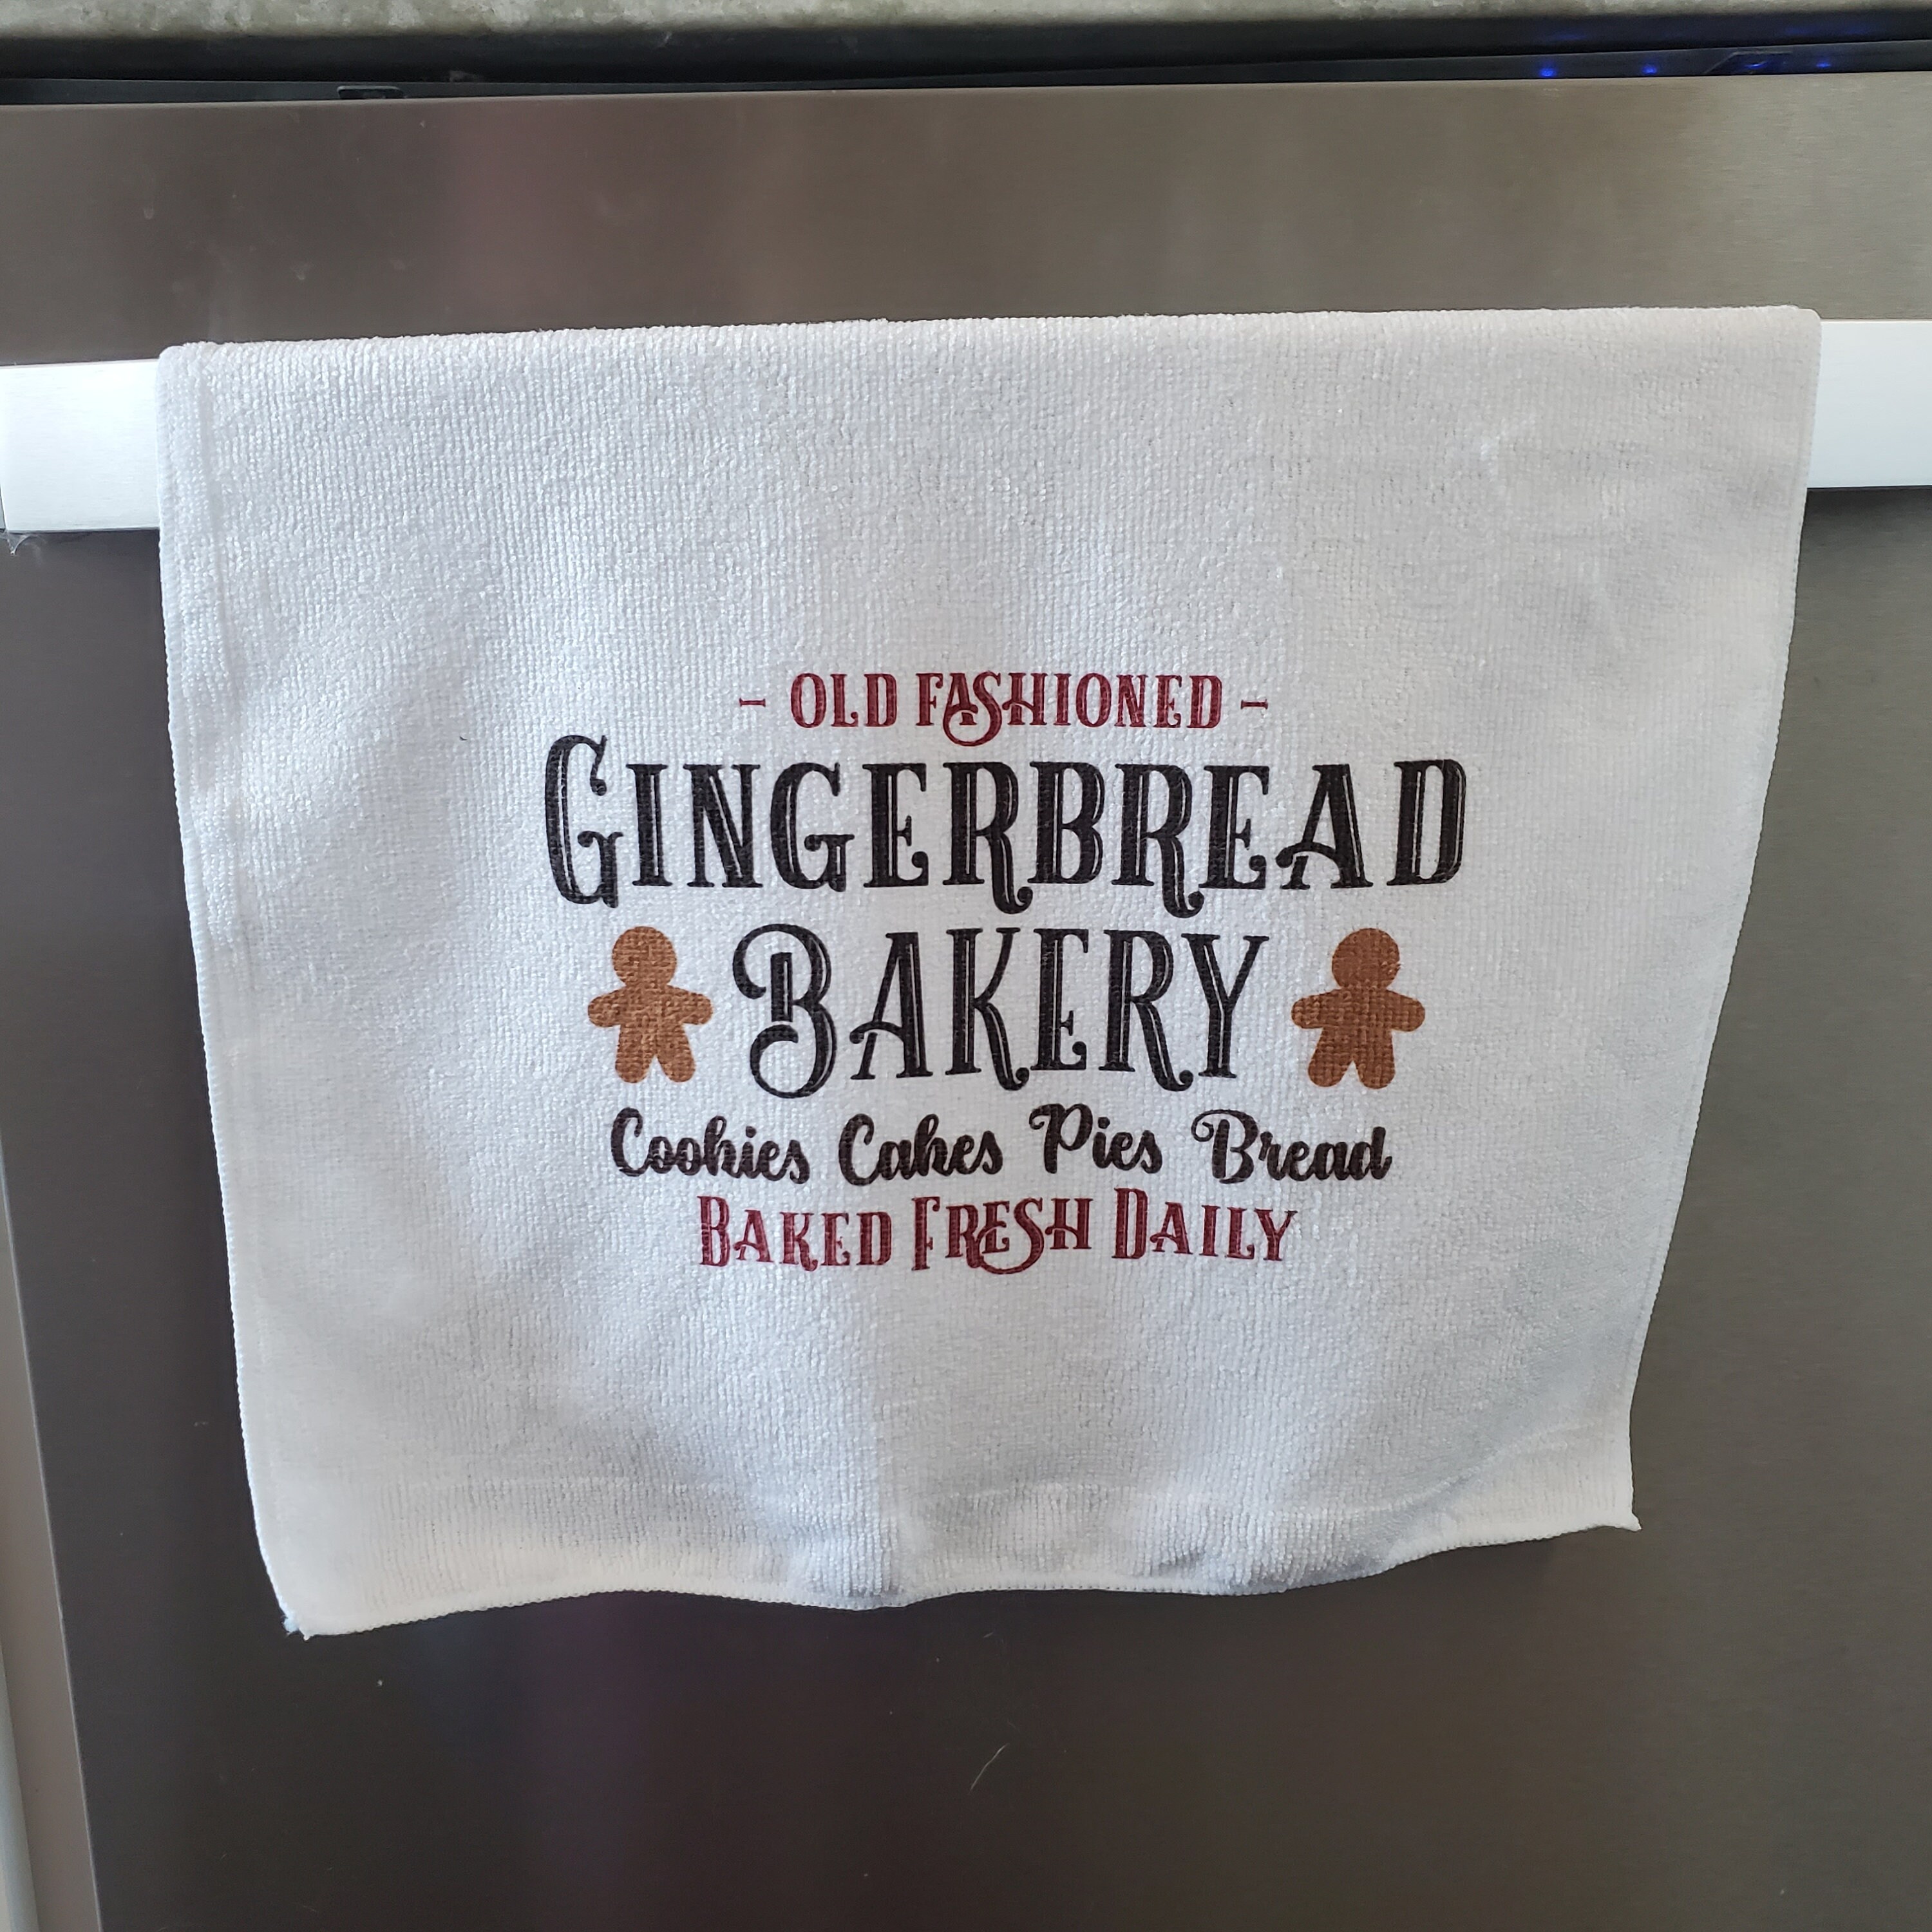 - OLD FASHIONED -
GINGERBREAD
BAKERY
Cookies Cakes Pies Bread
BAKED FRESH DAILY